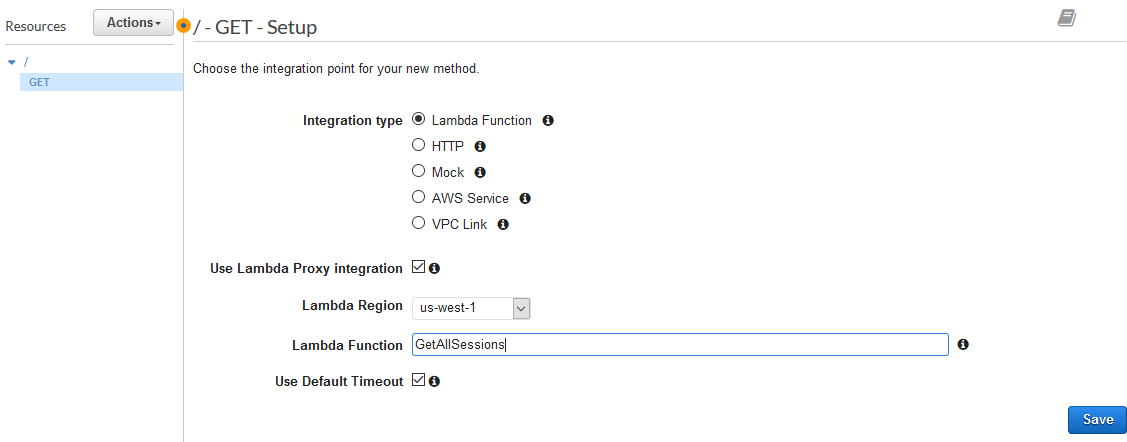 Resources
Actions
/ - GET - Setup
/
GET
Choose the integration point for your new method.
Integration type
Lambda Function
HTTP
Mock
AWS Service
VPC Link
Use Lambda Proxy integration
Lambda Region
us-west-1
Lambda Function
GetAllSessions
Use Default Timeout
Save